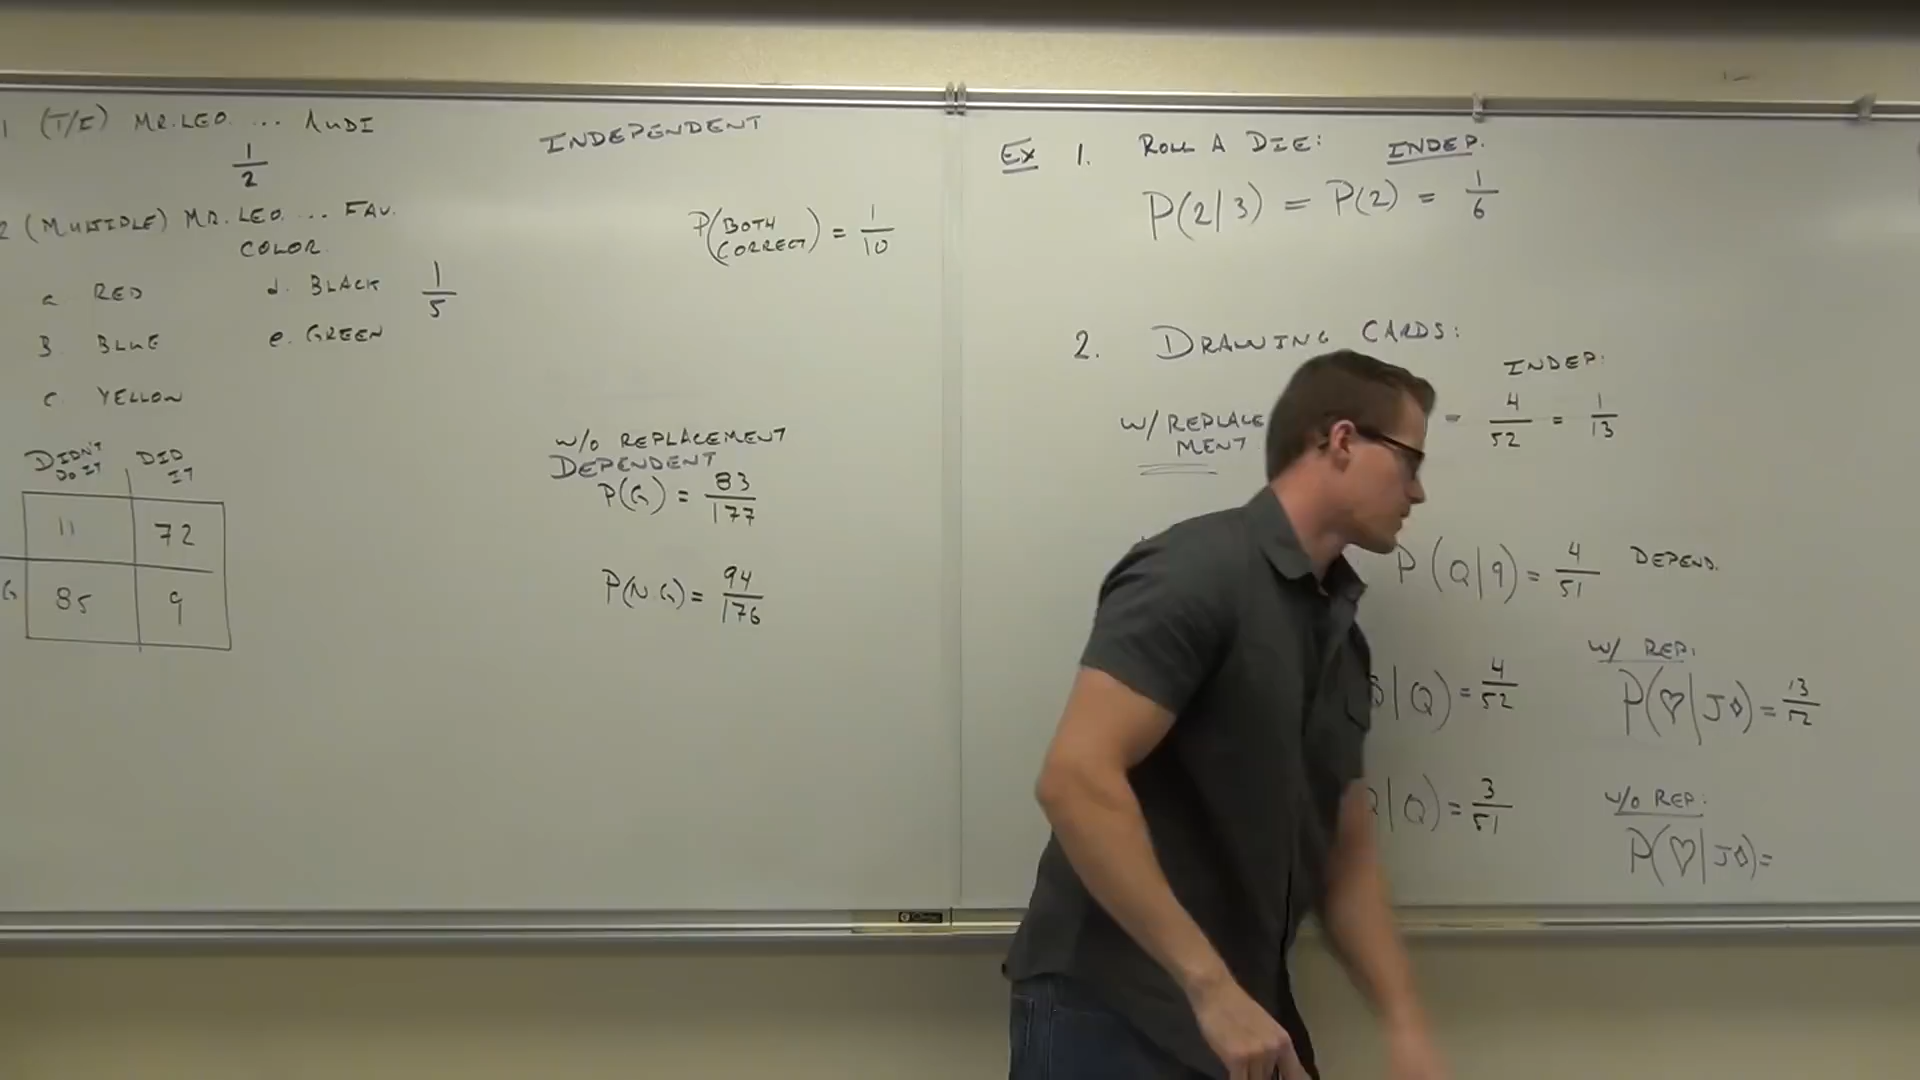 1 (T/F) MR. LEO. ... AUDI
1/2
2 (MULTIPLE) MR. LEO. ... FAV.
COLOR.
a. RED d. BLACK 1/5
B. BLUE e. GREEN
c. YELLOW
DIDN'T DO IT DID IT
11 72
G 85 9
INDEPENDENT
P(BOTH CORRECT) = 1/10
W/O REPLACEMENT
DEPENDENT
P(G) = 83/177
P(N.G) = 94/176
EX 1. ROLL A DIE: INDEP.
P(2|3) = P(2) = 1/6
2. DRAWING CARDS:
INDEP.
W/ REPLACE
MENT = 4/52 = 1/13
P(Q|9) = 4/51 DEPEND.
|Q) = 4/52
Q|Q) = 3/51
W/ REP:
P(♡|J◊) = 13/52
W/O REP:
P(♡|J◊) =